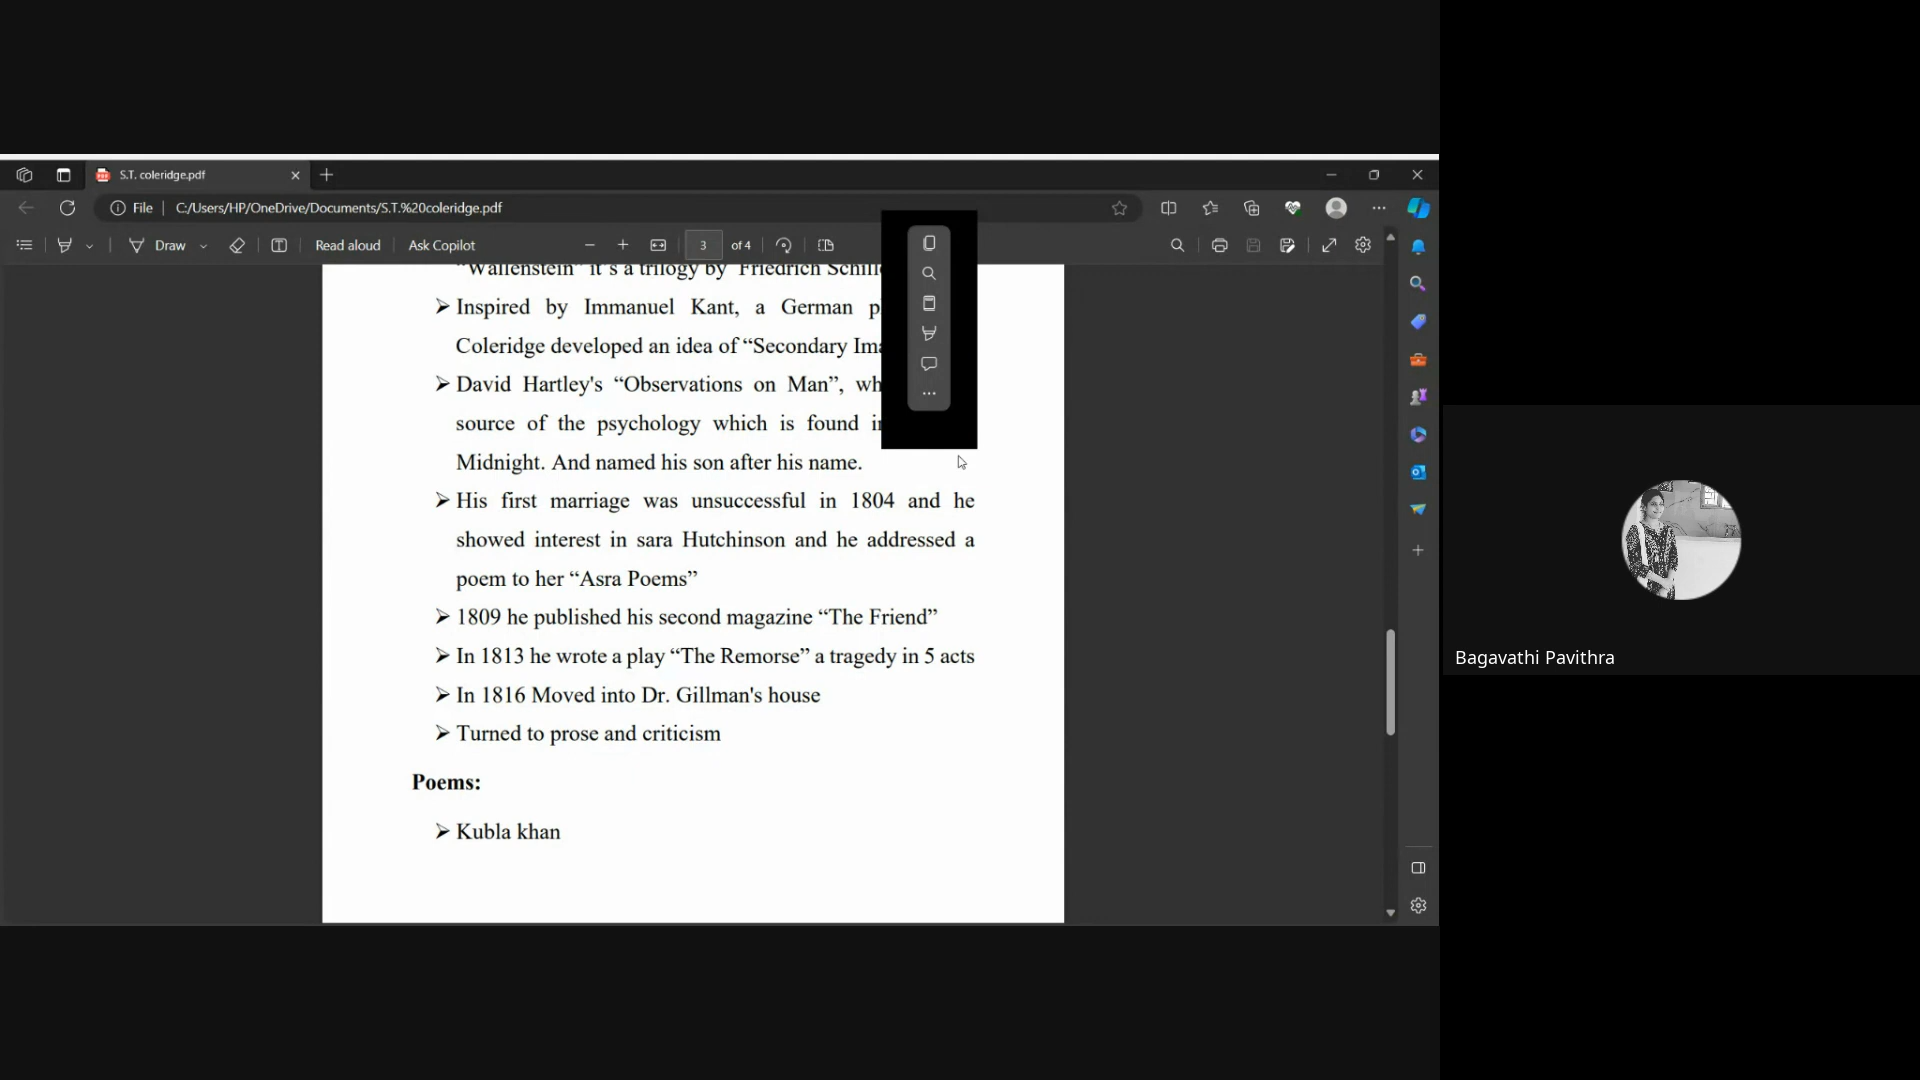 S.T. coleridge.pdf
File
C:/Users/HP/OneDrive/Documents/S.T.%20coleridge.pdf
Draw
Read aloud
Ask Copilot
3 of 4
"Wallenstein" it's a trilogy by Friedrich
➢ Inspired by Immanuel Kant, a German
Coleridge developed an idea of “Secondary
➢ David Hartley's “Observations on Man”,
source of the psychology which is found
Midnight. And named his son after his name.
➢ His first marriage was unsuccessful in 1804 and he
showed interest in sara Hutchinson and he addressed a
poem to her “Asra Poems”
➢ 1809 he published his second magazine “The Friend”
➢ In 1813 he wrote a play “The Remorse” a tragedy in 5 acts
➢ In 1816 Moved into Dr. Gillman's house
➢ Turned to prose and criticism
Poems:
➢ Kubla khan
Bagavathi Pavithra